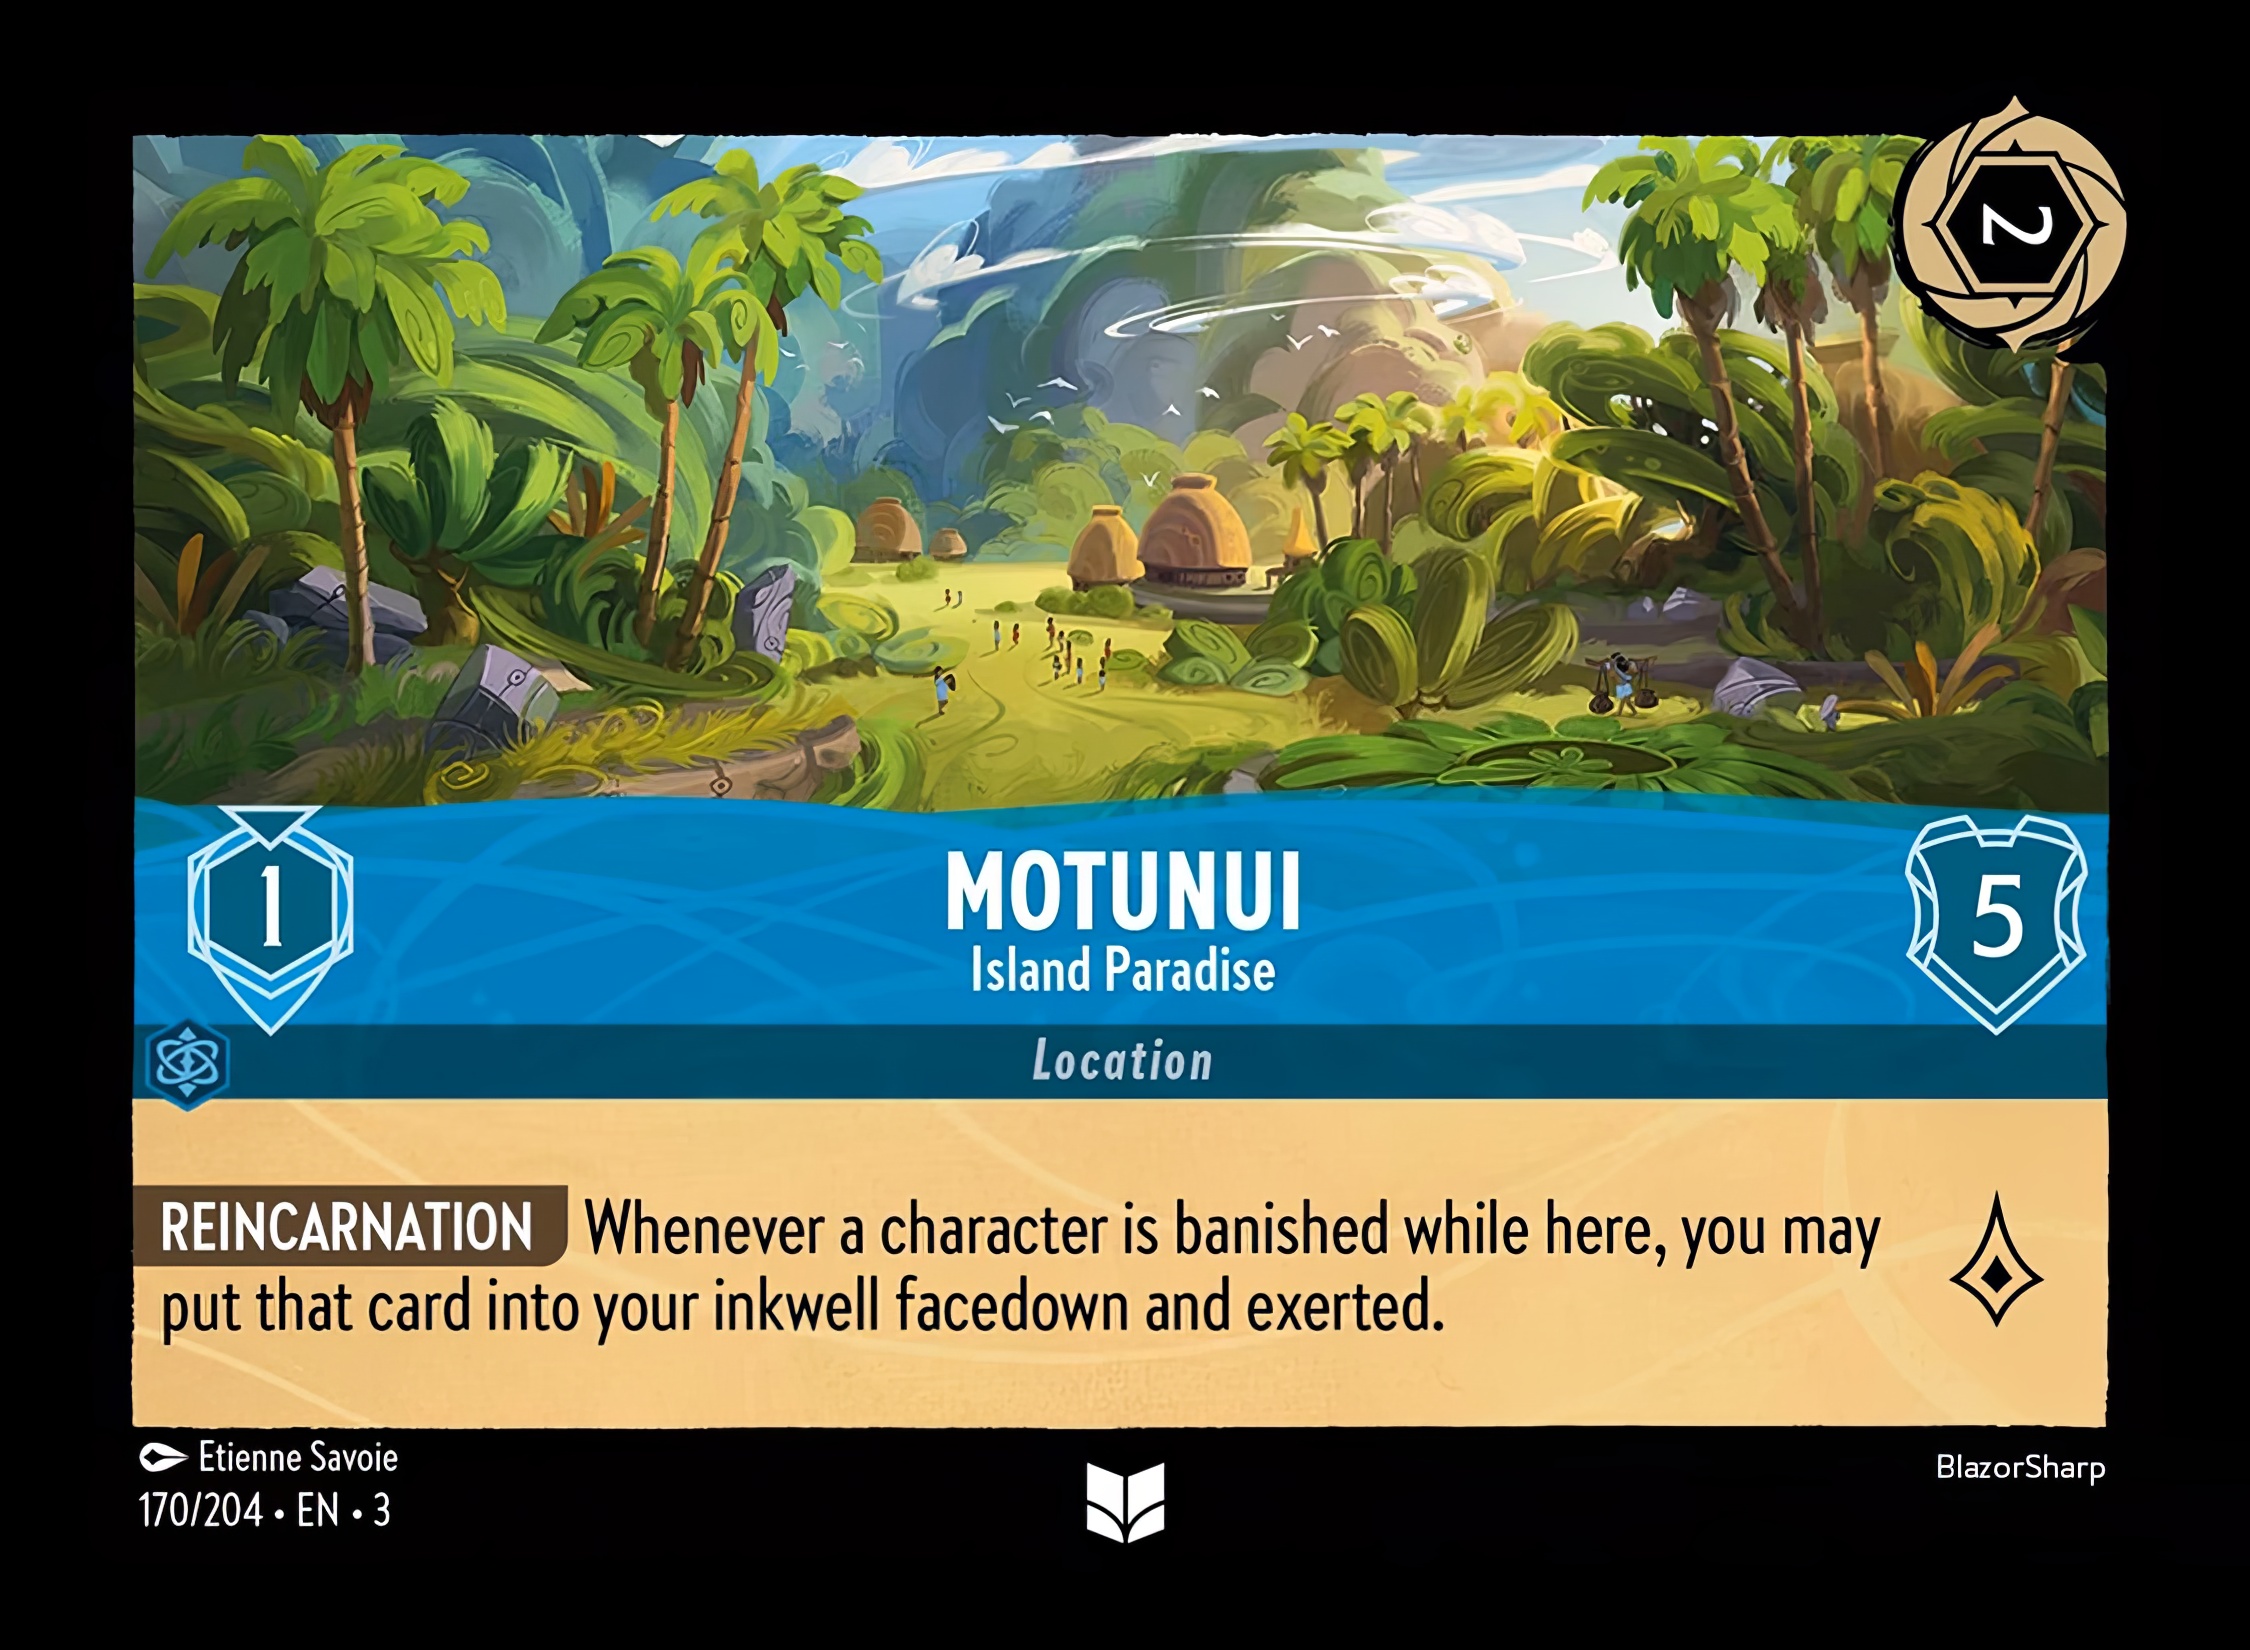 2
1
MOTUNUI
5
Island Paradise
Location
REINCARNATION Whenever a character is banished while here, you may
put that card into your inkwell facedown and exerted.
Etienne Savoie
BlazorSharp
170/204 • EN • 3